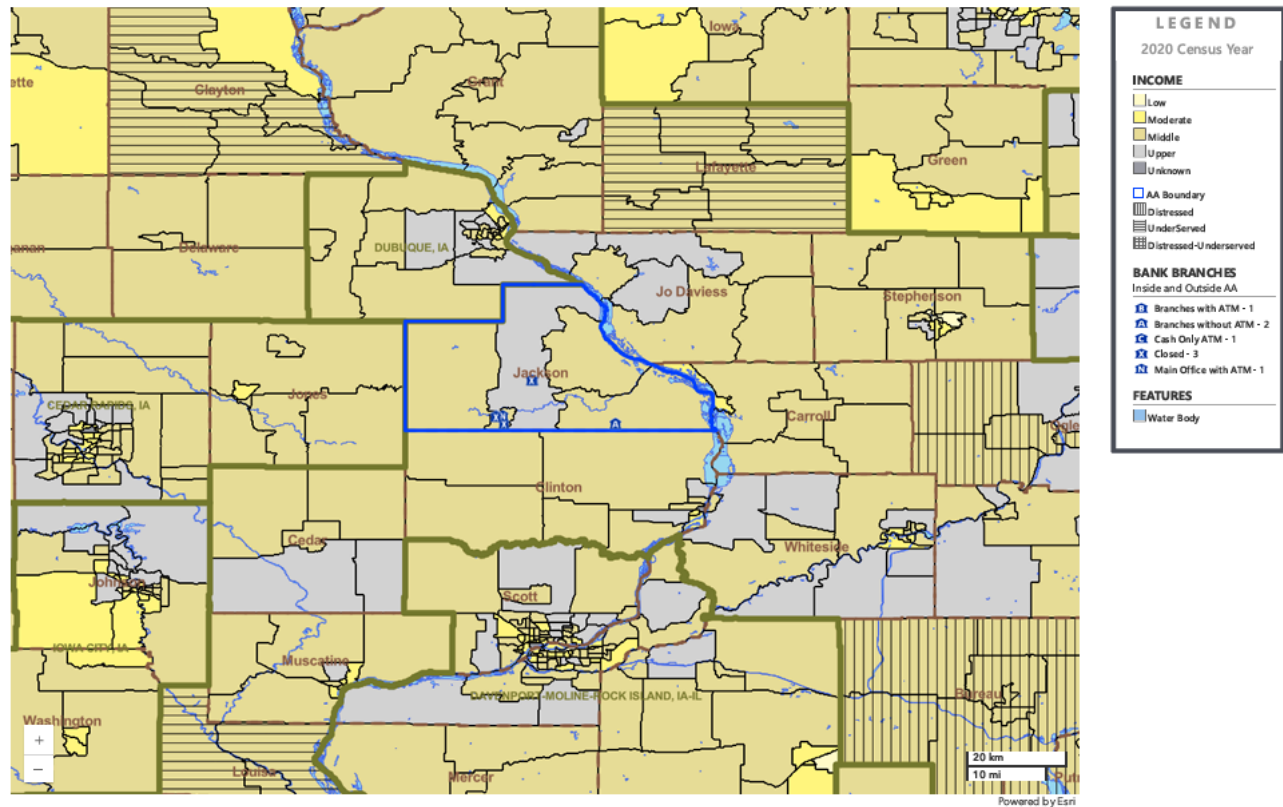 Iowa
ette
Clayton
Grant
Lafayette
Green
anan
Delaware
DUBUQUE, IA
Jo Daviess
Stephenson
Jackson
Jones
CEDAR RAPIDS, IA
Carroll
Ogle
Clinton
Cedar
Whiteside
Johnson
Scott
IOWA CITY, IA
Muscatine
DAVENPORT-MOLINE-ROCK ISLAND, IA-IL
Bureau
Washington
+
−
Louisa
Mercer
Putn
20 km
10 mi
Powered by Esri
LEGEND
2020 Census Year
INCOME
Low
Moderate
Middle
Upper
Unknown
AA Boundary
Distressed
UnderServed
Distressed-Underserved
BANK BRANCHES
Inside and Outside AA
B Branches with ATM - 1
A Branches without ATM - 2
C Cash Only ATM - 1
X Closed - 3
N Main Office with ATM - 1
FEATURES
Water Body